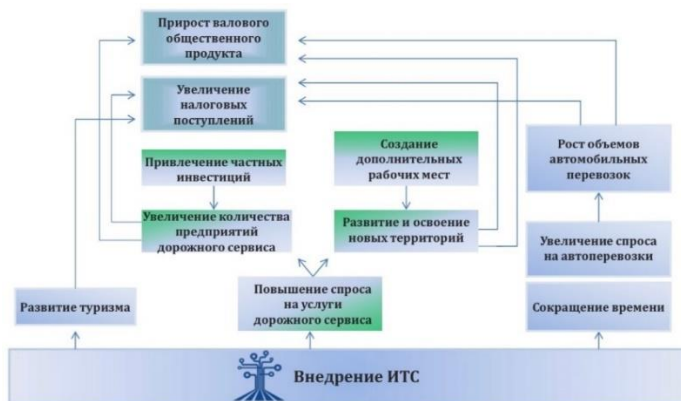 Прирост валового
общественного
продукта
Увеличение
налоговых
поступлений
Привлечение частных
инвестиций
Создание
дополнительных
рабочих мест
Рост объемов
автомобильных
перевозок
Увеличение количества
предприятий
дорожного сервиса
Развитие и освоение
новых территорий
Увеличение спроса
на автоперевозки
Развитие туризма
Повышение спроса
на услуги
дорожного сервиса
Сокращение времени
Внедрение ИТС